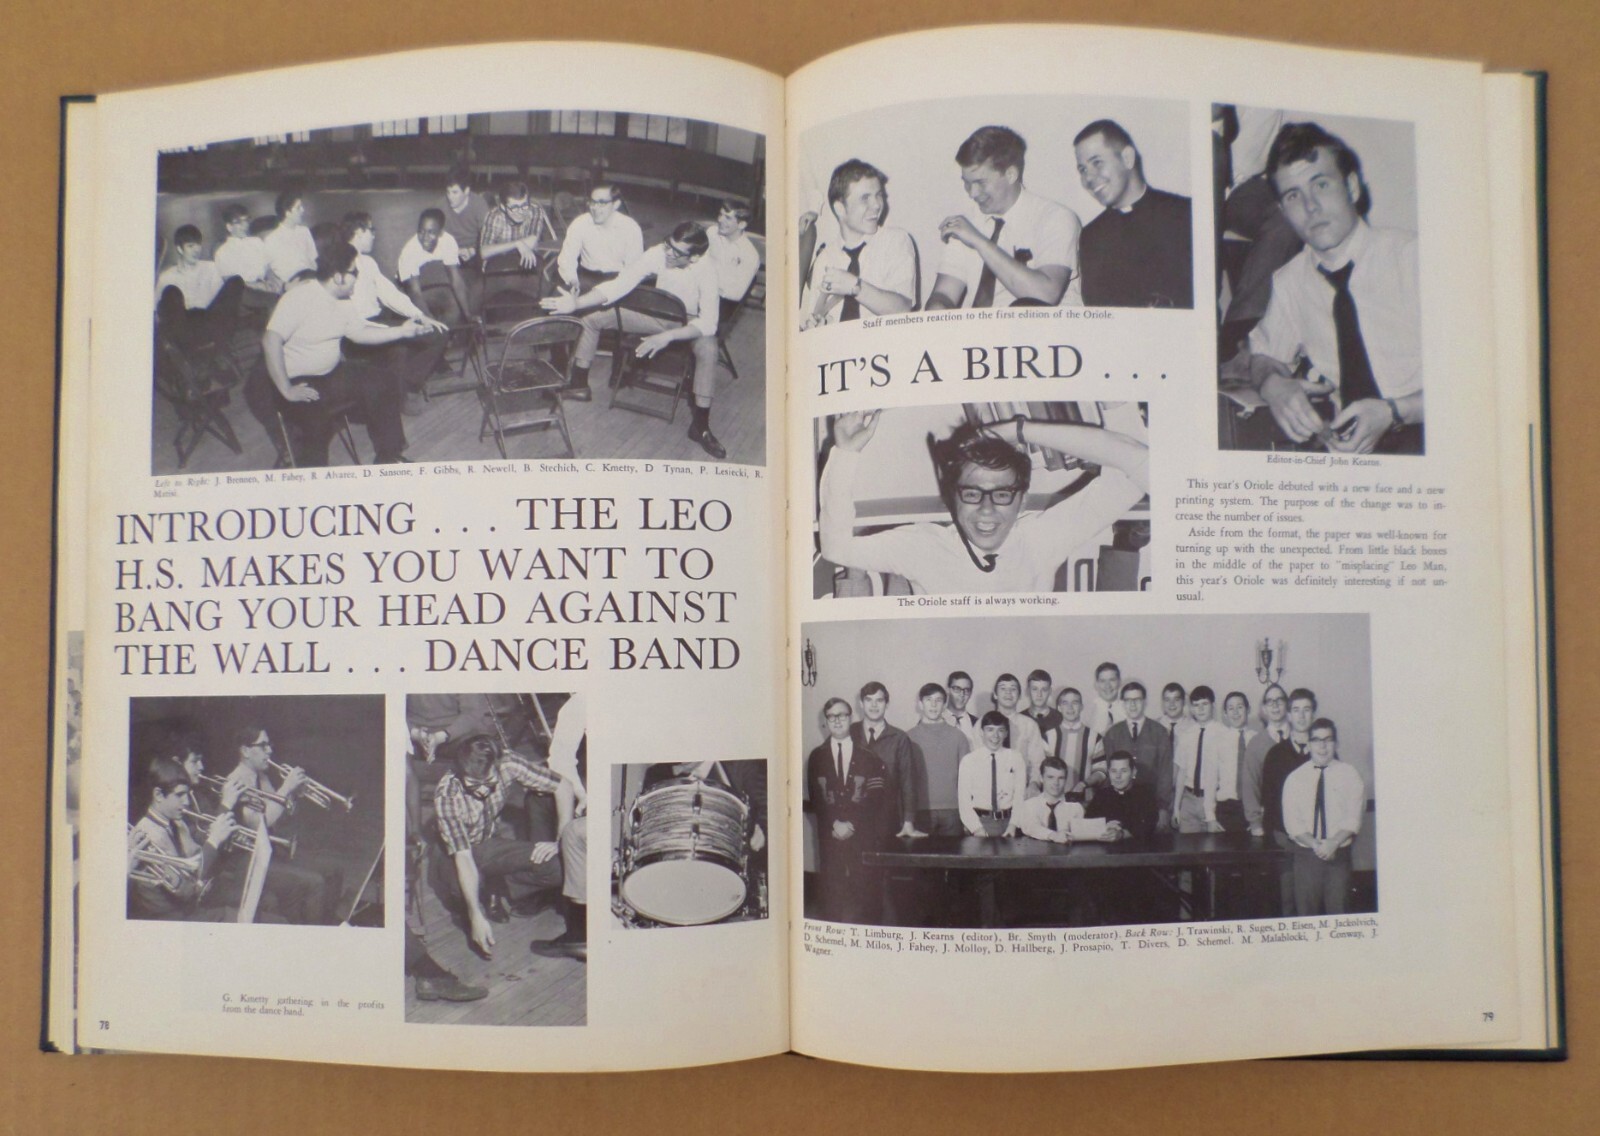 Left to Right: J. Brennen, M. Fahey, R. Alvarez, D. Sansone, F. Gibbs, R. Newell, B. Stechich, C. Kmetty, D Tynan, P. Lesiecki, R.
INTRODUCING . . . THE LEO
H.S. MAKES YOU WANT TO
BANG YOUR HEAD AGAINST
THE WALL . . . DANCE BAND
G. Kmetty gathering in the profits
from the dance band.
78
Staff members reaction to the first edition of the Oriole.
IT'S A BIRD . . .
Editor-in-Chief John Kearns
The Oriole staff is always working.
This year's Oriole debuted with a new face and a new
printing system. The purpose of the change was to in-
crease the number of issues.
Aside from the format, the paper was well-known for
turning up with the unexpected. From little black boxes
in the middle of the paper to "misplacing" Leo Man,
this year's Oriole was definitely interesting if not un-
usual.
Front Row: T. Limburg, J. Kearns (editor), Br. Smyth (moderator). Back Row: J. Trawinski, R. Suges, D. Eisen, M. Jackolvich,
D. Schemel, M. Milos, J. Fahey, J. Molloy, D. Hallberg, J. Prosapio, T. Divers, D. Schemel. M. Malablocki, J. Conway, J.
Wagner.
79